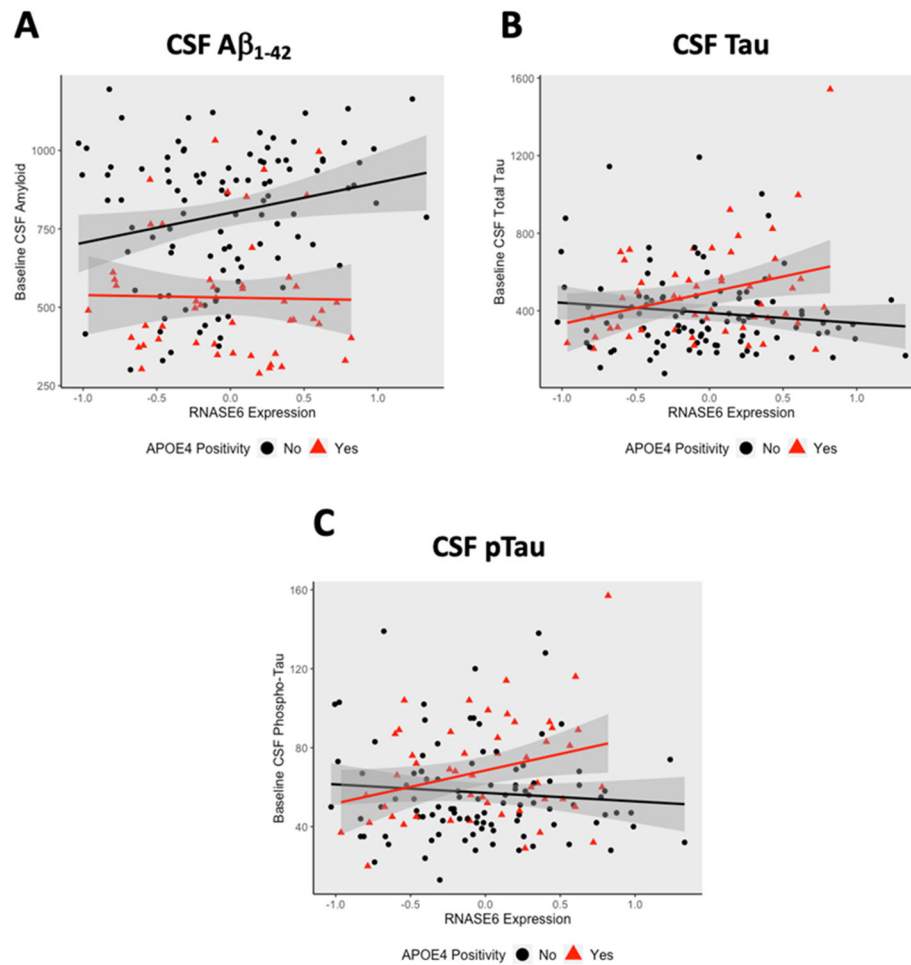 A
CSF Aβ1-42
Baseline CSF Amyloid
1000
750
500
250
-1.0 -0.5 0.0 0.5 1.0
RNASE6 Expression
APOE4 Positivity No Yes
B
CSF Tau
Baseline CSF Total Tau
1600
1200
800
400
-1.0 -0.5 0.0 0.5 1.0
RNASE6 Expression
APOE4 Positivity No Yes
C
CSF pTau
Baseline CSF Phospho-Tau
160
120
80
40
-1.0 -0.5 0.0 0.5 1.0
RNASE6 Expression
APOE4 Positivity No Yes